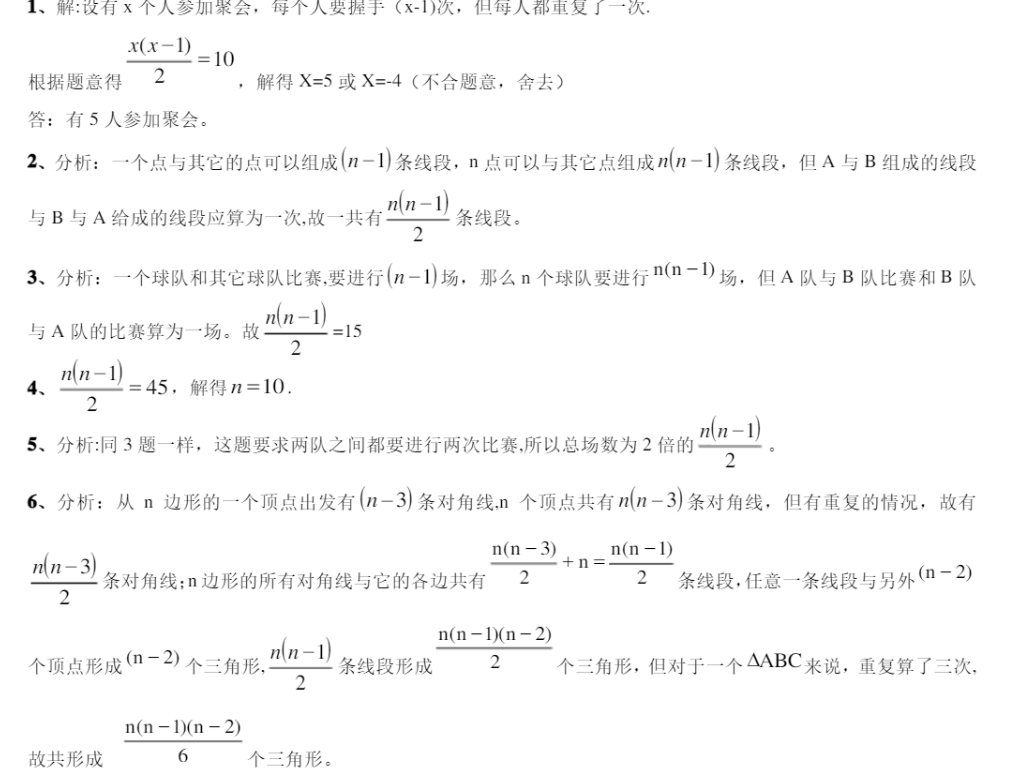 1、解:设有 x 个人参加聚会，每个人要握手（x-1)次，但每人都重复了一次.
根据题意得 x(x−1)/2 =10 ，解得 X=5 或 X=-4（不合题意，舍去）
答：有 5 人参加聚会。
2、分析：一个点与其它的点可以组成(n−1)条线段，n 点可以与其它点组成n(n−1)条线段，但 A 与 B 组成的线段
与 B 与 A 给成的线段应算为一次,故一共有 n(n−1)/2 条线段。
3、分析：一个球队和其它球队比赛,要进行(n−1)场，那么 n 个球队要进行n(n−1)场，但 A 队与 B 队比赛和 B 队
与 A 队的比赛算为一场。故 n(n−1)/2 =15
4、n(n−1)/2 =45，解得n=10.
5、分析:同 3 题一样，这题要求两队之间都要进行两次比赛,所以总场数为 2 倍的 n(n−1)/2 。
6、分析：从 n 边形的一个顶点出发有(n−3)条对角线,n 个顶点共有n(n−3)条对角线，但有重复的情况，故有
n(n−3)/2 条对角线;n 边形的所有对角线与它的各边共有 n(n−3)/2 +n= n(n−1)/2 条线段,任意一条线段与另外(n−2)
个顶点形成(n−2)个三角形, n(n−1)/2 条线段形成 n(n−1)(n−2)/2 个三角形，但对于一个ΔABC来说，重复算了三次,
故共形成 n(n−1)(n−2)/6 个三角形。